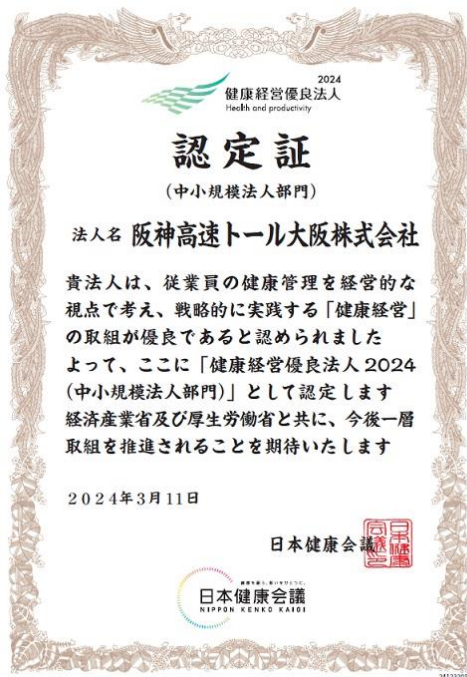 2024
健康経営優良法人
Health and productivity
認定証
(中小規模法人部門)
法人名 阪神高速トール大阪株式会社
貴法人は、従業員の健康管理を経営的な
視点で考え、戦略的に実践する「健康経営」
の取組が優良であると認められました
よって、ここに「健康経営優良法人2024
(中小規模法人部門)」として認定します
経済産業省及び厚生労働省と共に、今後一層
取組を推進されることを期待いたします
2024年3月11日
日本健康会議
日本健康会議
NIPPON KENKO KAIGI